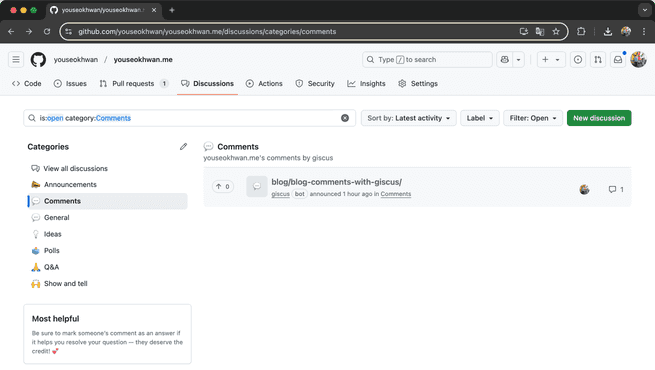 youseokhwan/youseokhwan.m
github.com/youseokhwan/youseokhwan.me/discussions/categories/comments
youseokhwan / youseokhwan.me
Type / to search
Code
Issues
Pull requests 1
Discussions
Actions
Security
Insights
Settings
is:open category:Comments
Sort by: Latest activity
Label
Filter: Open
New discussion
Categories
View all discussions
Announcements
Comments
General
Ideas
Polls
Q&A
Show and tell
Most helpful
Be sure to mark someone's comment as an answer if
it helps you resolve your question — they deserve the
credit! 💞
Comments
youseokhwan.me's comments by giscus
0
blog/blog-comments-with-giscus/
giscus bot announced 1 hour ago in Comments
1